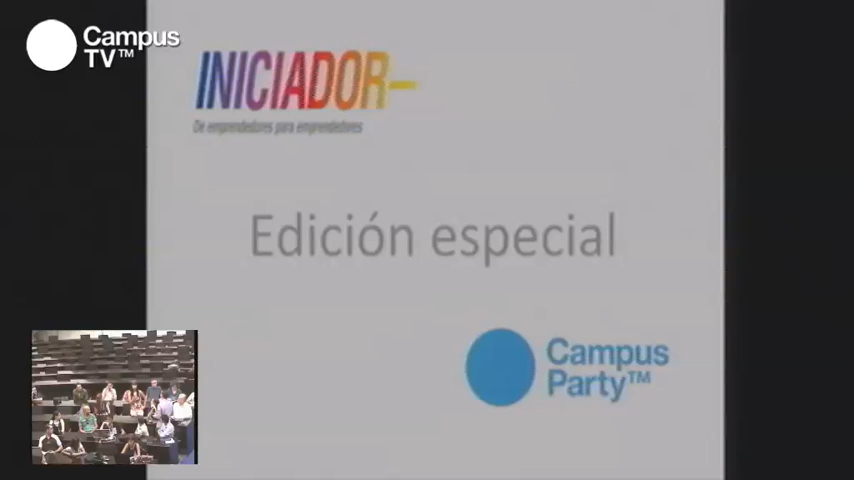 Campus
TV™
INICIADOR
De emprendedores para emprendedores
Edición especial
Campus
Party™